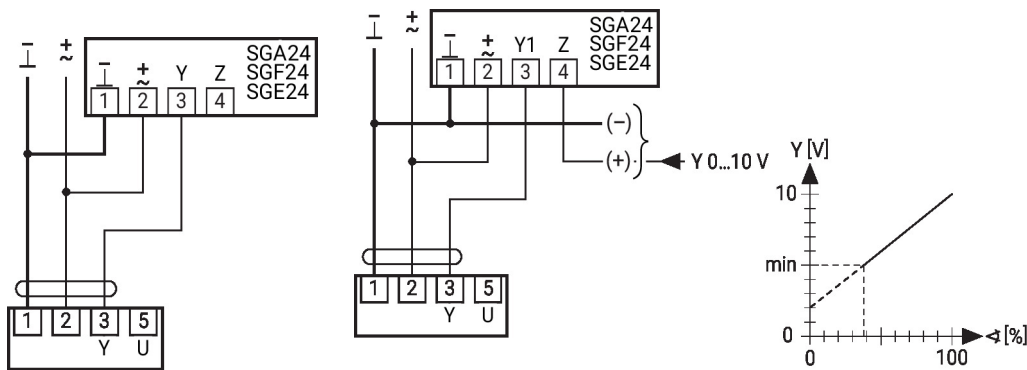 − +
⊥ ~
SGA24
SGF24
SGE24
− + Y Z
⊥ ~
1 2 3 4
1 2 3 5
Y U
− +
⊥ ~
SGA24
SGF24
SGE24
− + Y1 Z
⊥ ~
1 2 3 4
(−)
(+) Y 0...10 V
1 2 3 5
Y U
Y [V]
10
min
0
0 100 ∢ [%]